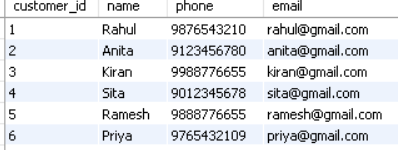 customer_id name phone email
1 Rahul 9876543210 rahul@gmail.com
2 Anita 9123456780 anita@gmail.com
3 Kiran 9988776655 kiran@gmail.com
4 Sita 9012345678 sita@gmail.com
5 Ramesh 9888776655 ramesh@gmail.com
6 Priya 9765432109 priya@gmail.com